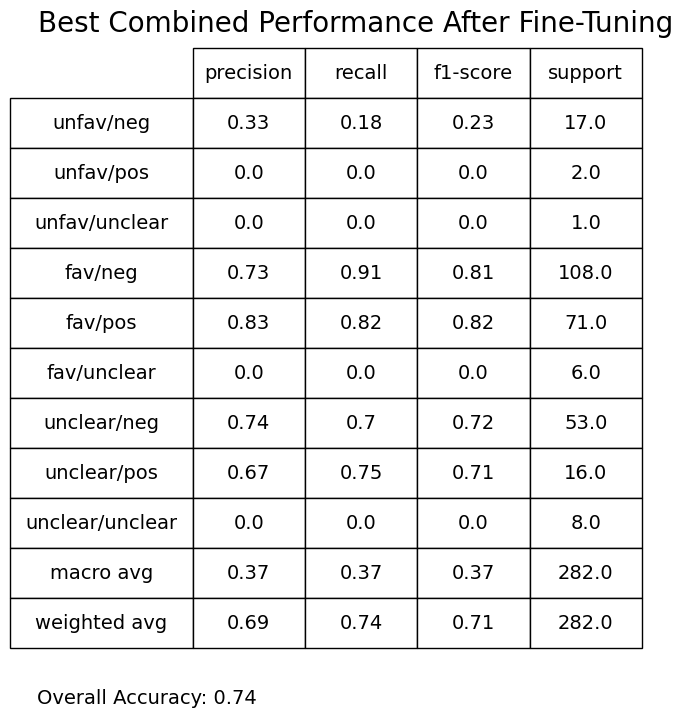 Best Combined Performance After Fine-Tuning
precision recall f1-score support
unfav/neg 0.33 0.18 0.23 17.0
unfav/pos 0.0 0.0 0.0 2.0
unfav/unclear 0.0 0.0 0.0 1.0
fav/neg 0.73 0.91 0.81 108.0
fav/pos 0.83 0.82 0.82 71.0
fav/unclear 0.0 0.0 0.0 6.0
unclear/neg 0.74 0.7 0.72 53.0
unclear/pos 0.67 0.75 0.71 16.0
unclear/unclear 0.0 0.0 0.0 8.0
macro avg 0.37 0.37 0.37 282.0
weighted avg 0.69 0.74 0.71 282.0
Overall Accuracy: 0.74